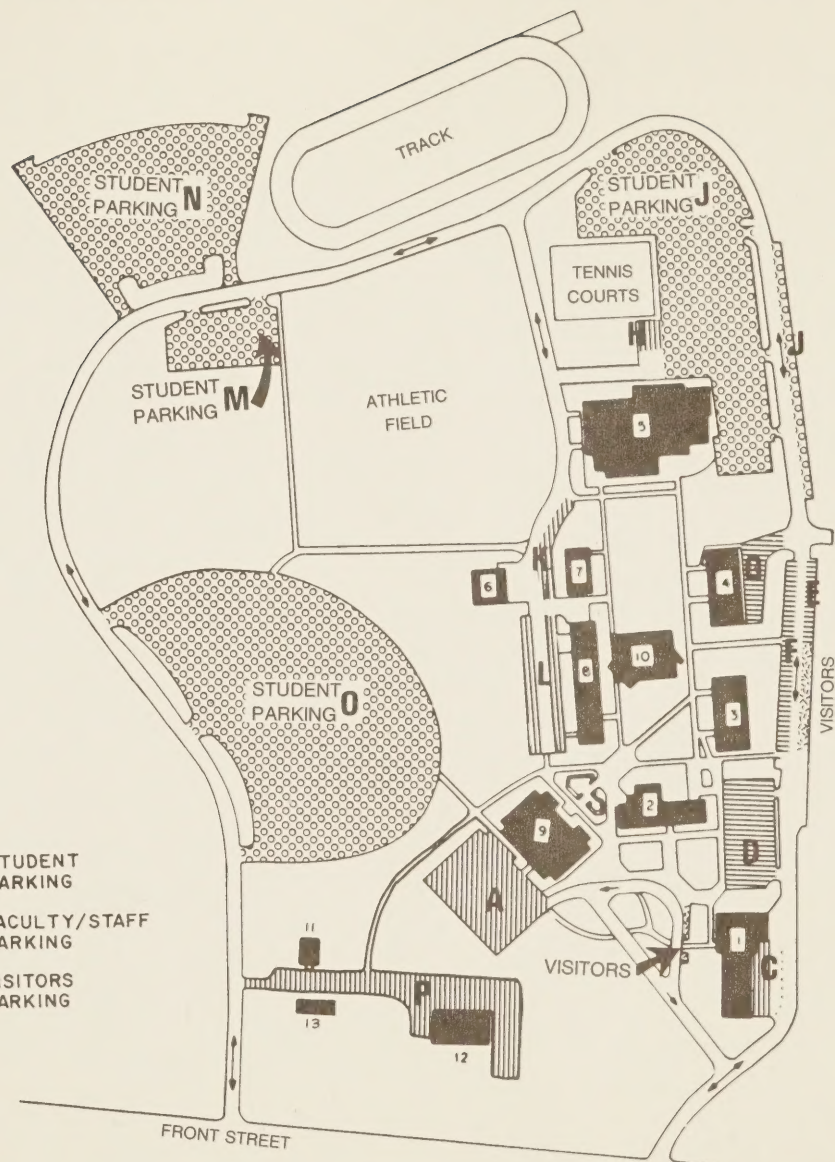 TRACK
STUDENT
PARKING N
STUDENT
PARKING J
TENNIS
COURTS
H
J
STUDENT
PARKING M
ATHLETIC
FIELD
5
K
6
7
4
L
8
10
3
VISITORS
STUDENT
PARKING O
S
2
9
D
TUDENT
ARKING
A
ACULTY/STAFF
ARKING
11
1
C
VISITORS
ISITORS
ARKING
P
13
12
FRONT STREET